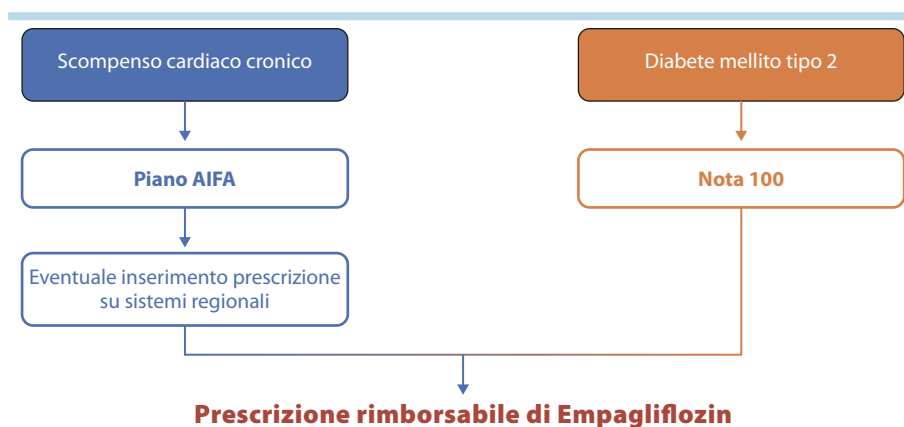 Scompenso cardiaco cronico
Diabete mellito tipo 2
Piano AIFA
Nota 100
Eventuale inserimento prescrizione
su sistemi regionali
Prescrizione rimborsabile di Empagliflozin